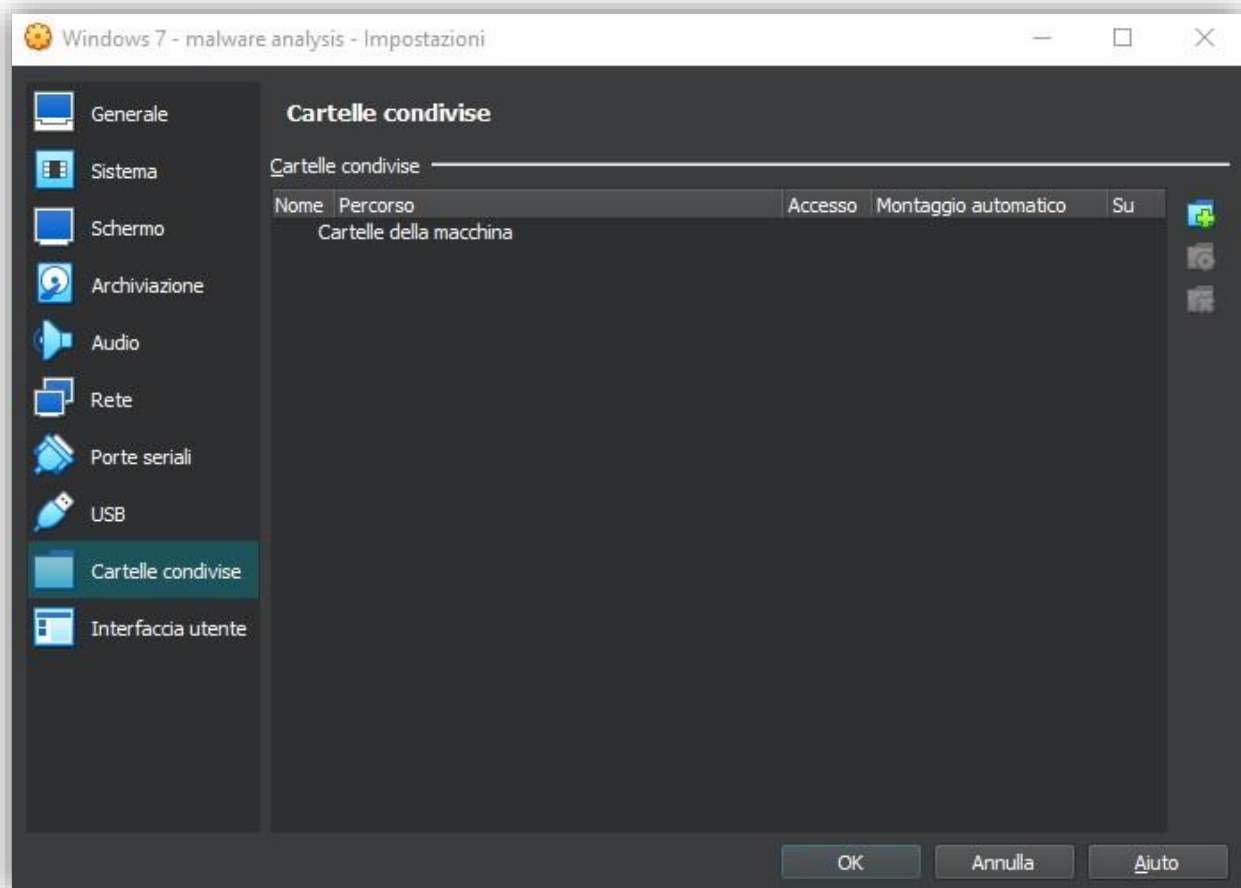 Windows 7 - malware analysis - Impostazioni
Generale
Sistema
Schermo
Archiviazione
Audio
Rete
Porte seriali
USB
Cartelle condivise
Interfaccia utente
Cartelle condivise
Cartelle condivise
Nome Percorso Accesso Montaggio automatico Su
Cartelle della macchina
OK Annulla Aiuto